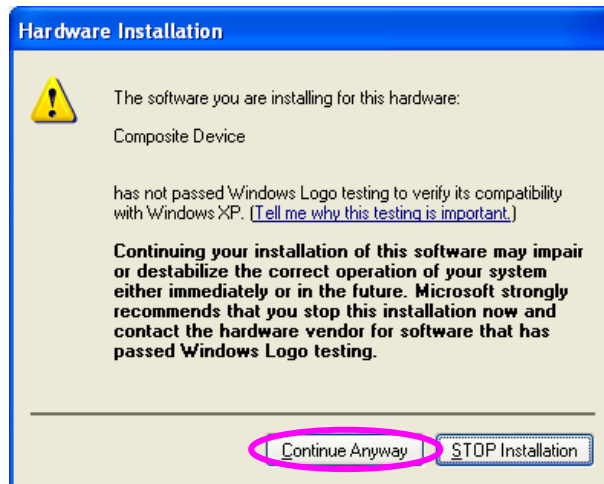 Hardware Installation
The software you are installing for this hardware:
Composite Device
has not passed Windows Logo testing to verify its compatibility
with Windows XP. (Tell me why this testing is important.)
Continuing your installation of this software may impair
or destabilize the correct operation of your system
either immediately or in the future. Microsoft strongly
recommends that you stop this installation now and
contact the hardware vendor for software that has
passed Windows Logo testing.
Continue Anyway STOP Installation